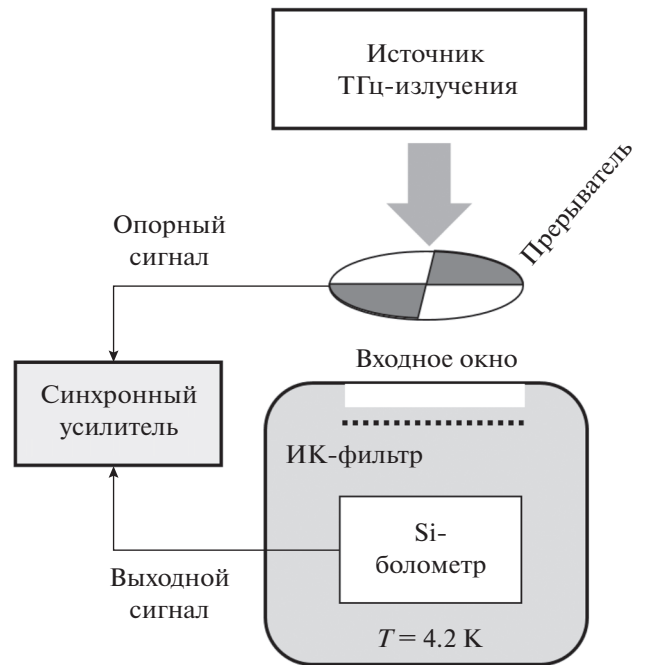 Источник
ТГц-излучения
Прерыватель
Опорный
сигнал
Входное окно
Синхронный
усилитель
ИК-фильтр
Si-
болометр
Выходной
сигнал
T = 4.2 K